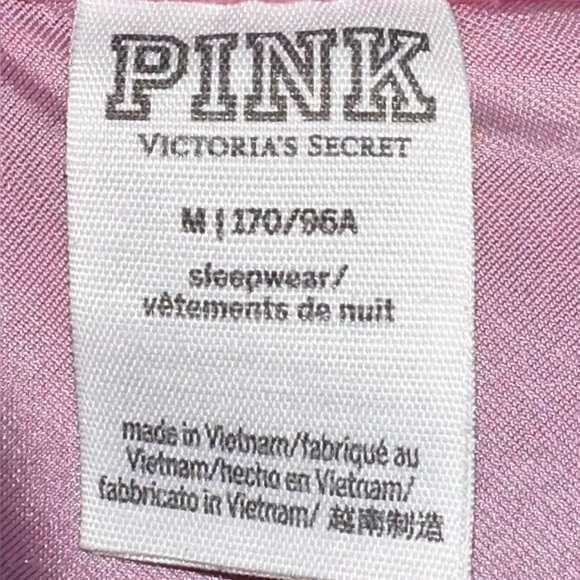 PINK
VICTORIA'S SECRET
M | 170/96A
sleepwear/
vêtements de nuit
made in Vietnam/fabriqué au
Vietnam/hecho en Vietnam/
fabbricato in Vietnam/ 越南制造